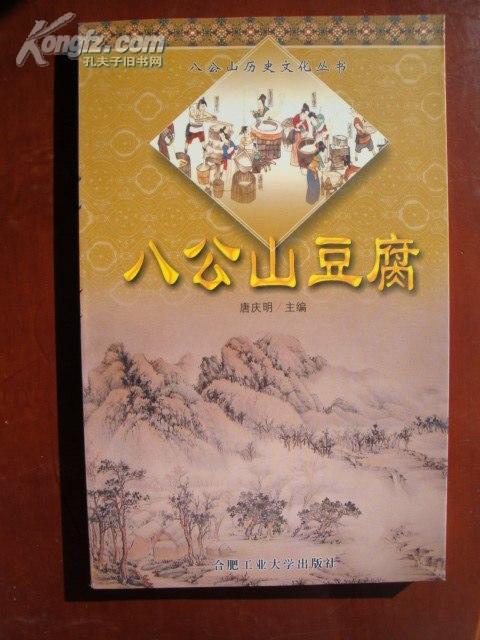 Kongfz.com
孔夫子旧书网
八公山历史文化丛书
八公山豆腐
唐庆明/主编
合肥工业大学出版社